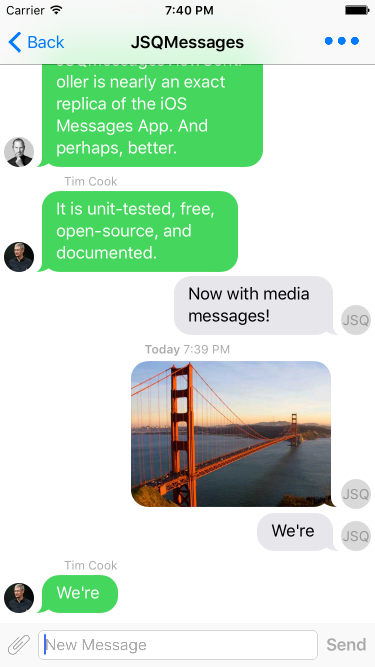 Carrier 7:40 PM
Back JSQMessages
oller is nearly an exact
replica of the iOS
Messages App. And
perhaps, better.
Tim Cook
It is unit-tested, free,
open-source, and
documented.
Now with media
messages!
JSQ
Today 7:39 PM
JSQ
We're
JSQ
Tim Cook
We're
New Message Send